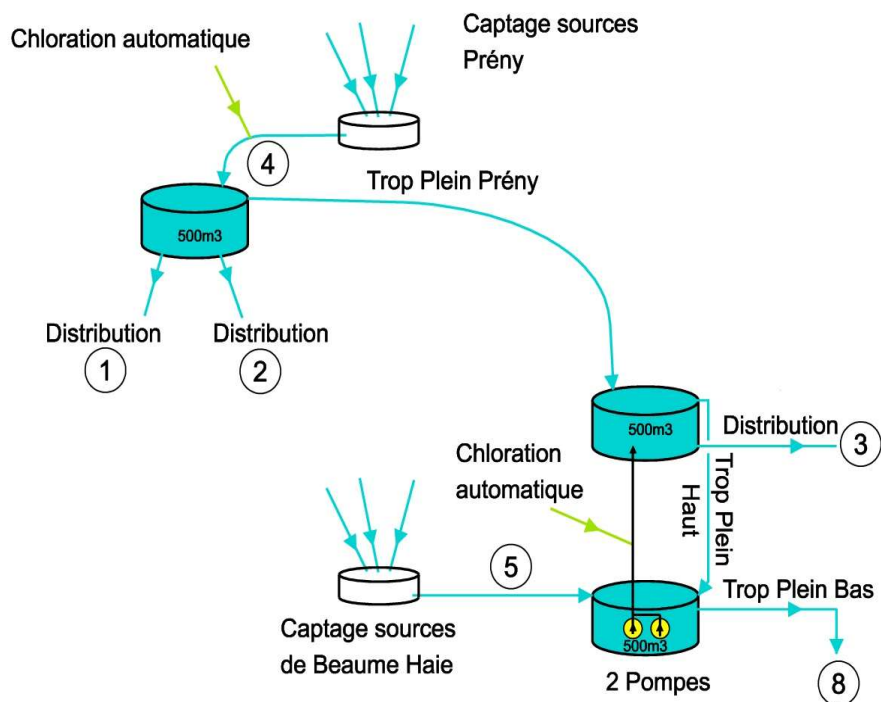 Chloration automatique
Captage sources
Prény
4
Trop Plein Prény
500m3
Distribution
Distribution
1
2
500m3
Distribution
3
Trop Plein
Haut
Chloration
automatique
5
Trop Plein Bas
500m3
Captage sources
de Beaume Haie
2 Pompes
8